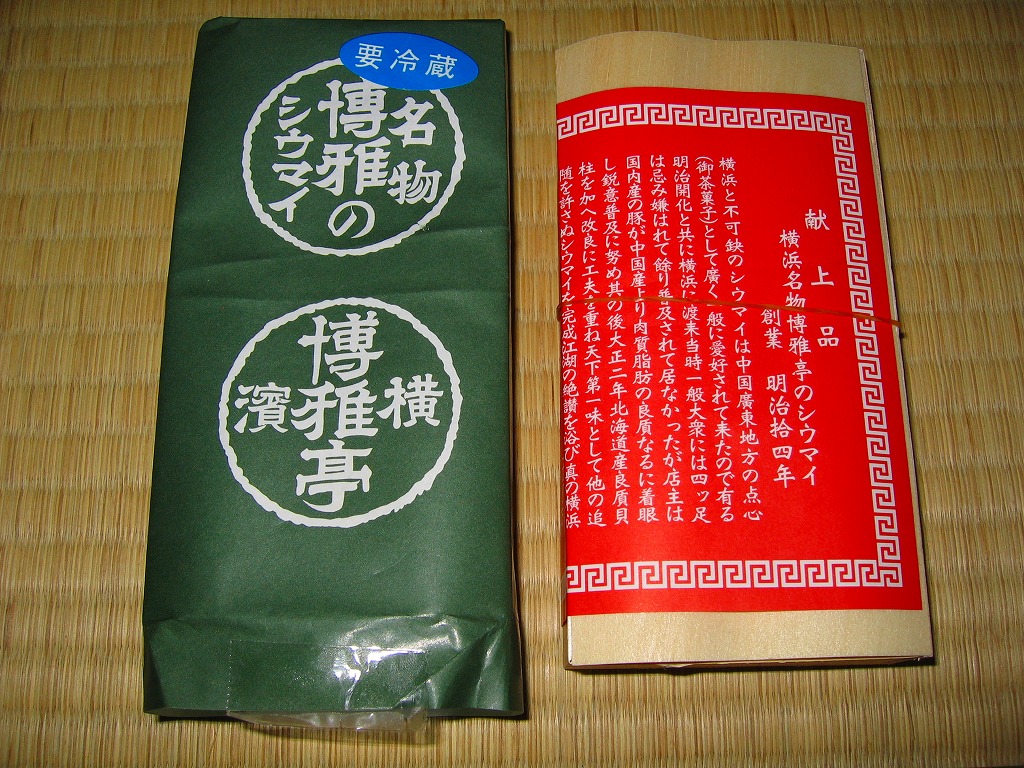 要冷蔵
名物
博雅の
シウマイ
横
博雅亭
濱
献上品
横浜名物博雅亭のシウマイ
創業 明治拾四年
横浜と不可欠のシウマイは中国廣東地方の点心
(御茶菓子)として廣く一般に愛好されて来たので有る
明治開化と共に横浜に渡来当時一般大衆には四ッ足
は忌み嫌はれて餘り普及されて居なかったが店主は
国内産の豚が中国産より肉質脂肪の良質なるに着眼
し鋭意普及に努め其の後大正二年北海道産良質貝
柱を加へ改良に工夫を重ね天下第一味として他の追
随を許さぬシウマイを完成江湖の絶讃を浴び真の横浜